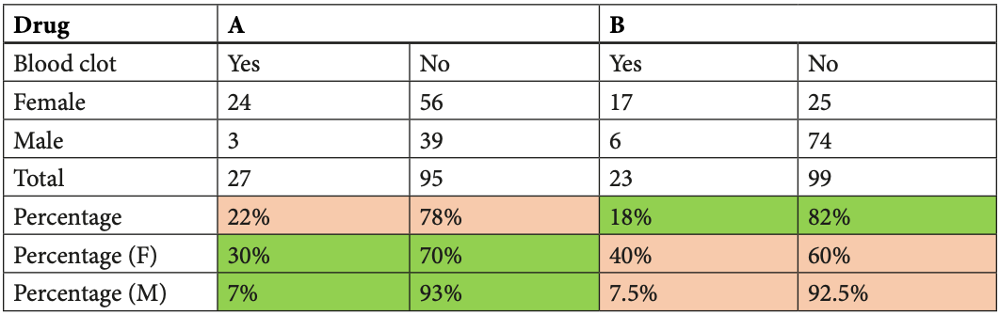 Drug A B
Blood clot Yes No Yes No
Female 24 56 17 25
Male 3 39 6 74
Total 27 95 23 99
Percentage 22% 78% 18% 82%
Percentage (F) 30% 70% 40% 60%
Percentage (M) 7% 93% 7.5% 92.5%